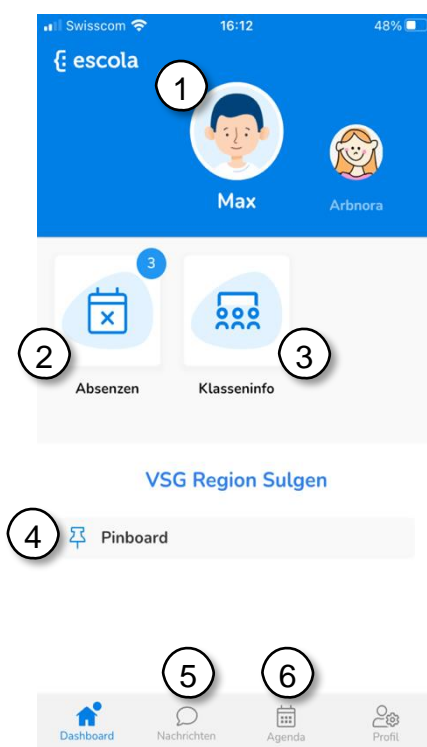 Swisscom 16:12 48%
escola
1
Max
Arbnora
3
2
3
Absenzen Klasseninfo
VSG Region Sulgen
4 Pinboard
5 6
Dashboard Nachrichten Agenda Profil